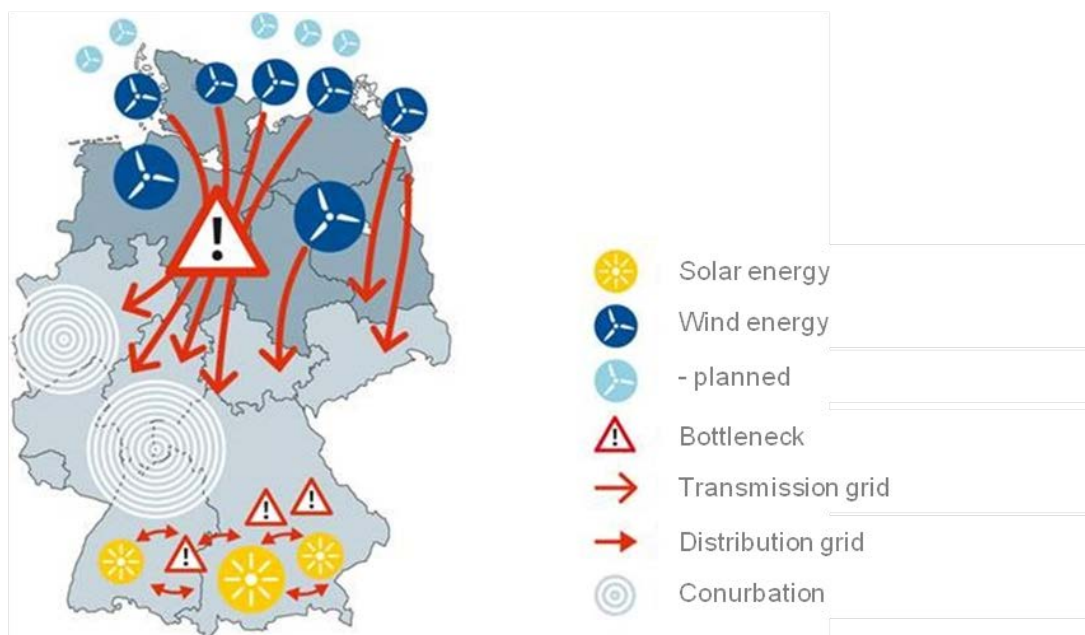 Solar energy
Wind energy
- planned
Bottleneck
Transmission grid
Distribution grid
Conurbation